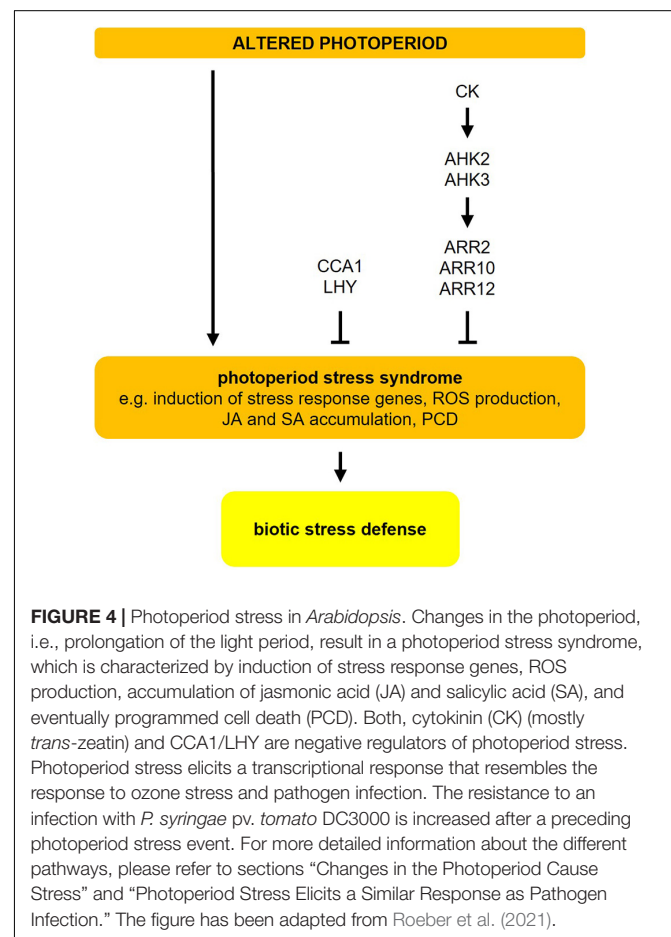 ALTERED PHOTOPERIOD
CK
AHK2
AHK3
ARR2
ARR10
ARR12
CCA1
LHY
photoperiod stress syndrome
e.g. induction of stress response genes, ROS production,
JA and SA accumulation, PCD
biotic stress defense
FIGURE 4 | Photoperiod stress in Arabidopsis. Changes in the photoperiod,
i.e., prolongation of the light period, result in a photoperiod stress syndrome,
which is characterized by induction of stress response genes, ROS
production, accumulation of jasmonic acid (JA) and salicylic acid (SA), and
eventually programmed cell death (PCD). Both, cytokinin (CK) (mostly
trans-zeatin) and CCA1/LHY are negative regulators of photoperiod stress.
Photoperiod stress elicits a transcriptional response that resembles the
response to ozone stress and pathogen infection. The resistance to an
infection with P. syringae pv. tomato DC3000 is increased after a preceding
photoperiod stress event. For more detailed information about the different
pathways, please refer to sections “Changes in the Photoperiod Cause
Stress” and “Photoperiod Stress Elicits a Similar Response as Pathogen
Infection.” The figure has been adapted from Roeber et al. (2021).